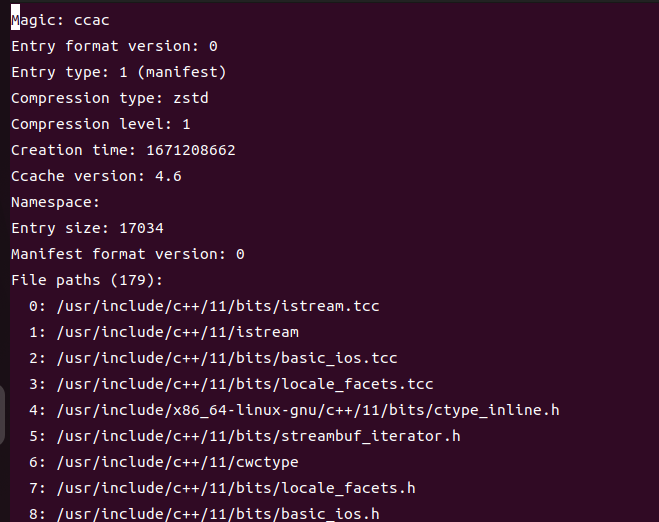 Magic: ccac
Entry format version: 0
Entry type: 1 (manifest)
Compression type: zstd
Compression level: 1
Creation time: 1671208662
Ccache version: 4.6
Namespace:
Entry size: 17034
Manifest format version: 0
File paths (179):
0: /usr/include/c++/11/bits/istream.tcc
1: /usr/include/c++/11/istream
2: /usr/include/c++/11/bits/basic_ios.tcc
3: /usr/include/c++/11/bits/locale_facets.tcc
4: /usr/include/x86_64-linux-gnu/c++/11/bits/ctype_inline.h
5: /usr/include/c++/11/bits/streambuf_iterator.h
6: /usr/include/c++/11/cwctype
7: /usr/include/c++/11/bits/locale_facets.h
8: /usr/include/c++/11/bits/basic_ios.h